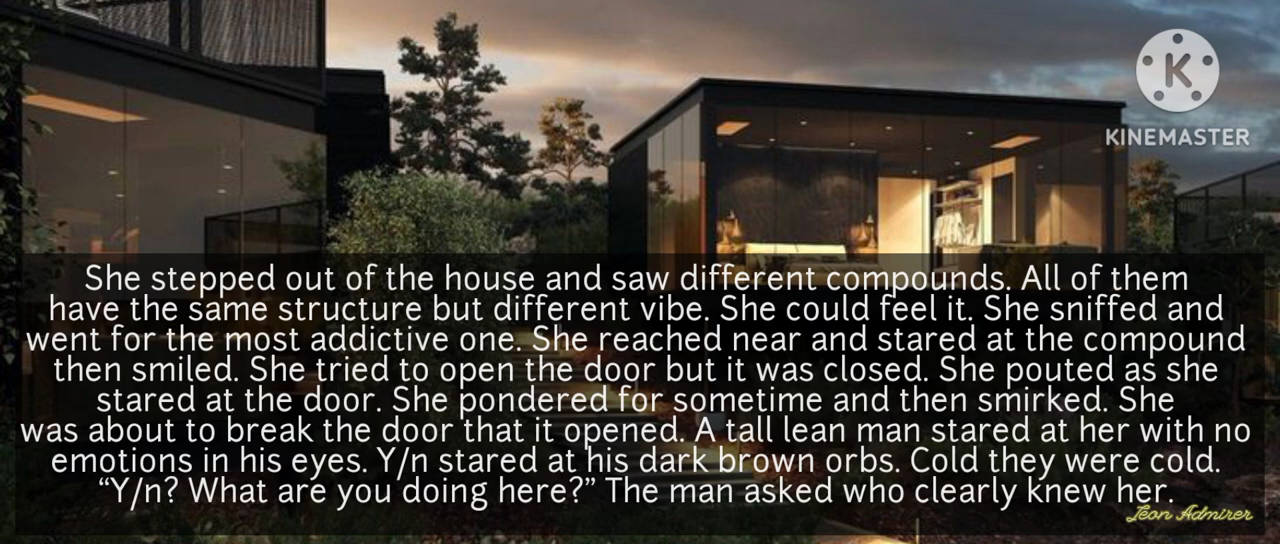 K
KINEMASTER
She stepped out of the house and saw different compounds. All of them
have the same structure but different vibe. She could feel it. She sniffed and
went for the most addictive one. She reached near and stared at the compound
then smiled. She tried to open the door but it was closed. She pouted as she
stared at the door. She pondered for sometime and then smirked. She
was about to break the door that it opened. A tall lean man stared at her with no
emotions in his eyes. Y/n stared at his dark brown orbs. Cold they were cold.
“Y/n? What are you doing here?” The man asked who clearly knew her.
Leon Admirer